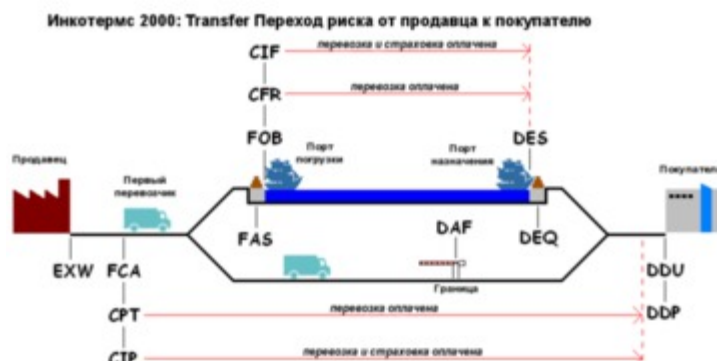 Инкотермс 2000: Transfer Переход риска от продавца к покупателю
CIF
перевозка и страховка оплачена
CFR
перевозка оплачена
FOB
DES
Порт
погрузки
Порт
назначения
Продавец
Первый
перевозчик
Покупател
FAS
DAF
DEQ
EXW
FCA
Граница
DDU
CPT
перевозка оплачена
DDP
CIP
перевозка и страховка оплачена